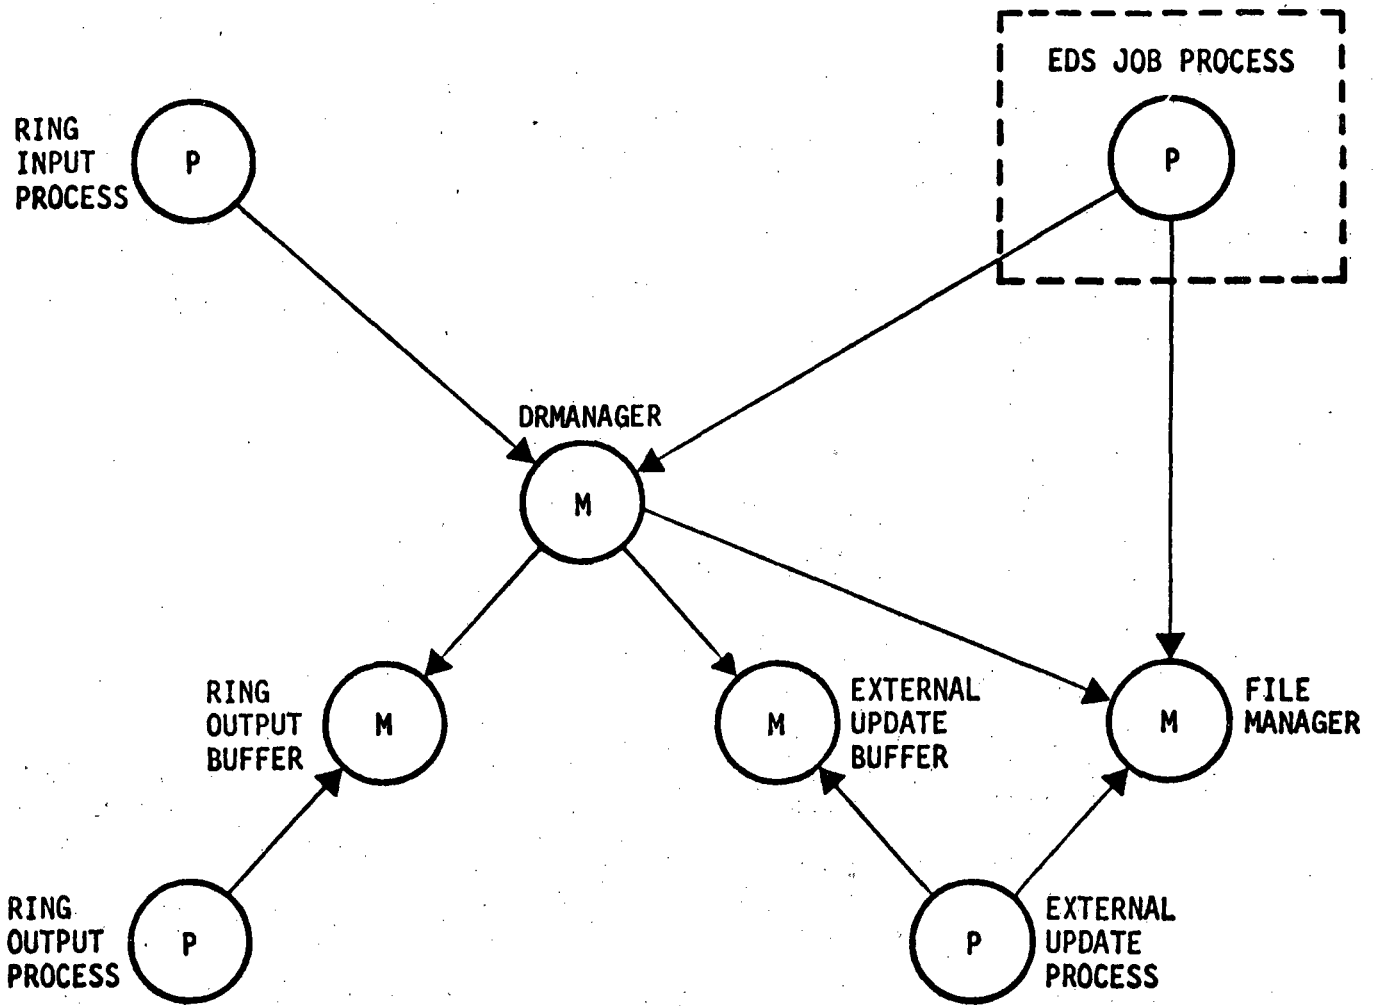 EDS JOB PROCESS
P
RING
INPUT
PROCESS
P
DRMANAGER
M
RING
OUTPUT
BUFFER
M
M
EXTERNAL
UPDATE
BUFFER
M
FILE
MANAGER
RING
OUTPUT
PROCESS
P
P
EXTERNAL
UPDATE
PROCESS